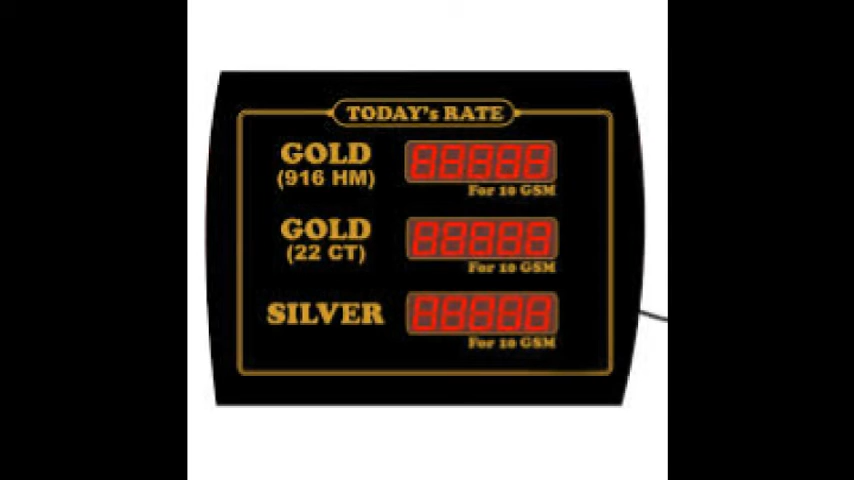 TODAY's RATE
GOLD
(916 HM)
88888
For 10 GSM
GOLD
(22 CT)
88888
For 10 GSM
SILVER
88888
For 10 GSM